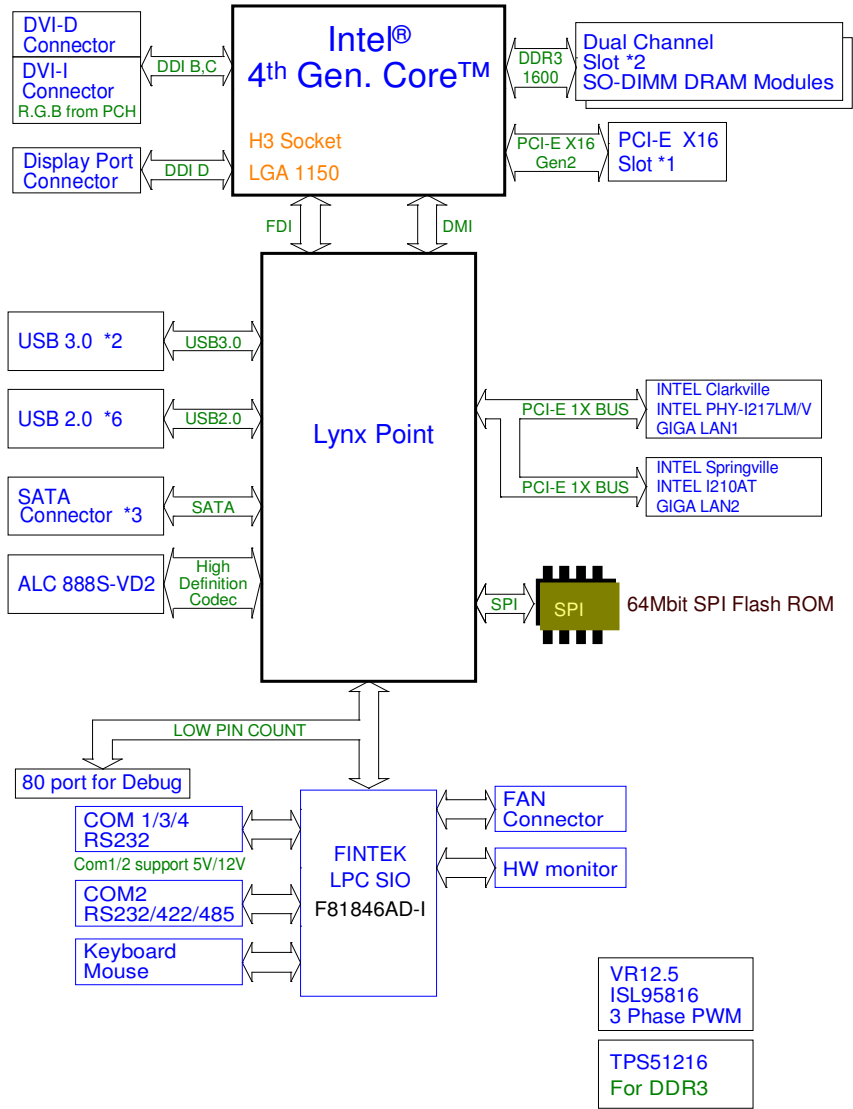 DVI-D
Connector
DVI-I
Connector
R.G.B from PCH
DDI B,C
Intel®
4th Gen. Core™
H3 Socket
LGA 1150
DDR3
1600
Dual Channel
Slot *2
SO-DIMM DRAM Modules
PCI-E X16
Gen2
PCI-E X16
Slot *1
Display Port
Connector
DDI D
FDI
DMI
Lynx Point
USB 3.0 *2
USB3.0
USB 2.0 *6
USB2.0
SATA
Connector *3
SATA
ALC 888S-VD2
High
Definition
Codec
PCI-E 1X BUS
INTEL Clarkville
INTEL PHY-I217LM/V
GIGA LAN1
PCI-E 1X BUS
INTEL Springville
INTEL I210AT
GIGA LAN2
SPI
SPI
64Mbit SPI Flash ROM
LOW PIN COUNT
80 port for Debug
COM 1/3/4
RS232
Com1/2 support 5V/12V
COM2
RS232/422/485
Keyboard
Mouse
FINTEK
LPC SIO
F81846AD-I
FAN
Connector
HW monitor
VR12.5
ISL95816
3 Phase PWM
TPS51216
For DDR3